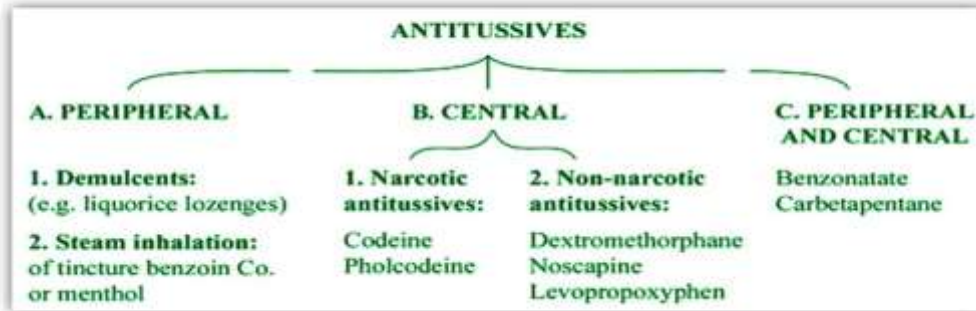 ANTITUSSIVES
A. PERIPHERAL
1. Demulcents:
(e.g. liquorice lozenges)
2. Steam inhalation:
of tincture benzoin Co.
or menthol
B. CENTRAL
1. Narcotic
antitussives:
Codeine
Pholcodeine
2. Non-narcotic
antitussives:
Dextromethorphane
Noscapine
Levopropoxyphen
C. PERIPHERAL
AND CENTRAL
Benzonatate
Carbetapentane